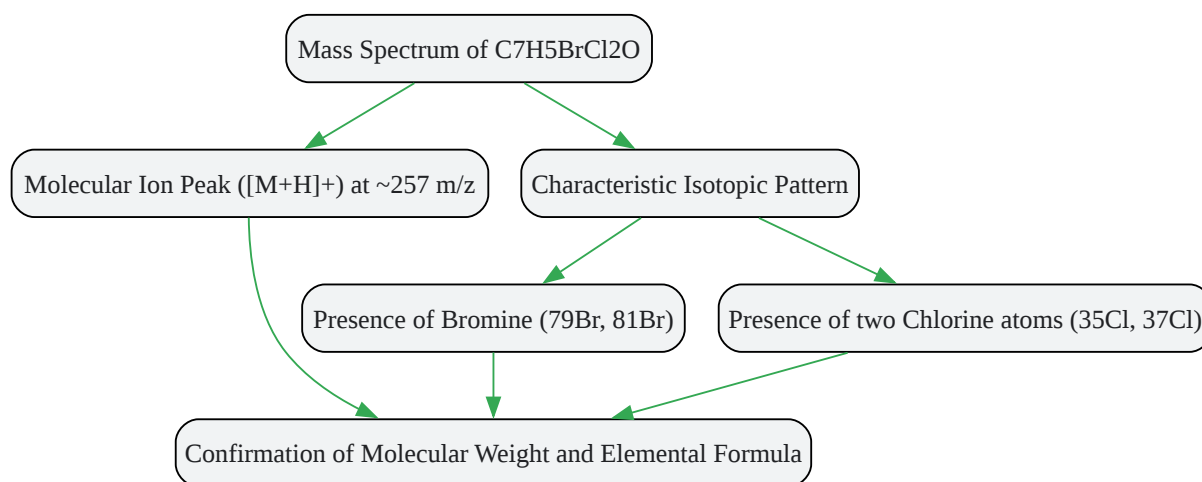 Mass Spectrum of C7H5BrCl2O
Molecular Ion Peak ([M+H]+) at ~257 m/z
Characteristic Isotopic Pattern
Presence of Bromine (79Br, 81Br)
Presence of two Chlorine atoms (35Cl, 37Cl)
Confirmation of Molecular Weight and Elemental Formula